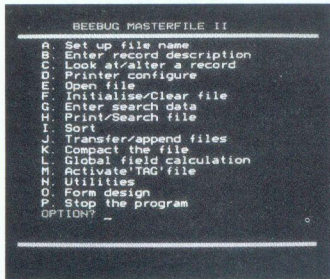 BEEBUG MASTERFILE II
A. Set up file name
B. Enter record description
C. Look at/alter a record
D. Printer configure
E. Open file
F. Initialise/Clear file
G. Enter search data
H. Print/Search file
I. Sort
J. Transfer/append files
K. Compact the file
L. Global field calculation
M. Activate'TAG'file
N. Utilities
O. Form design
P. Stop the program
OPTION? _